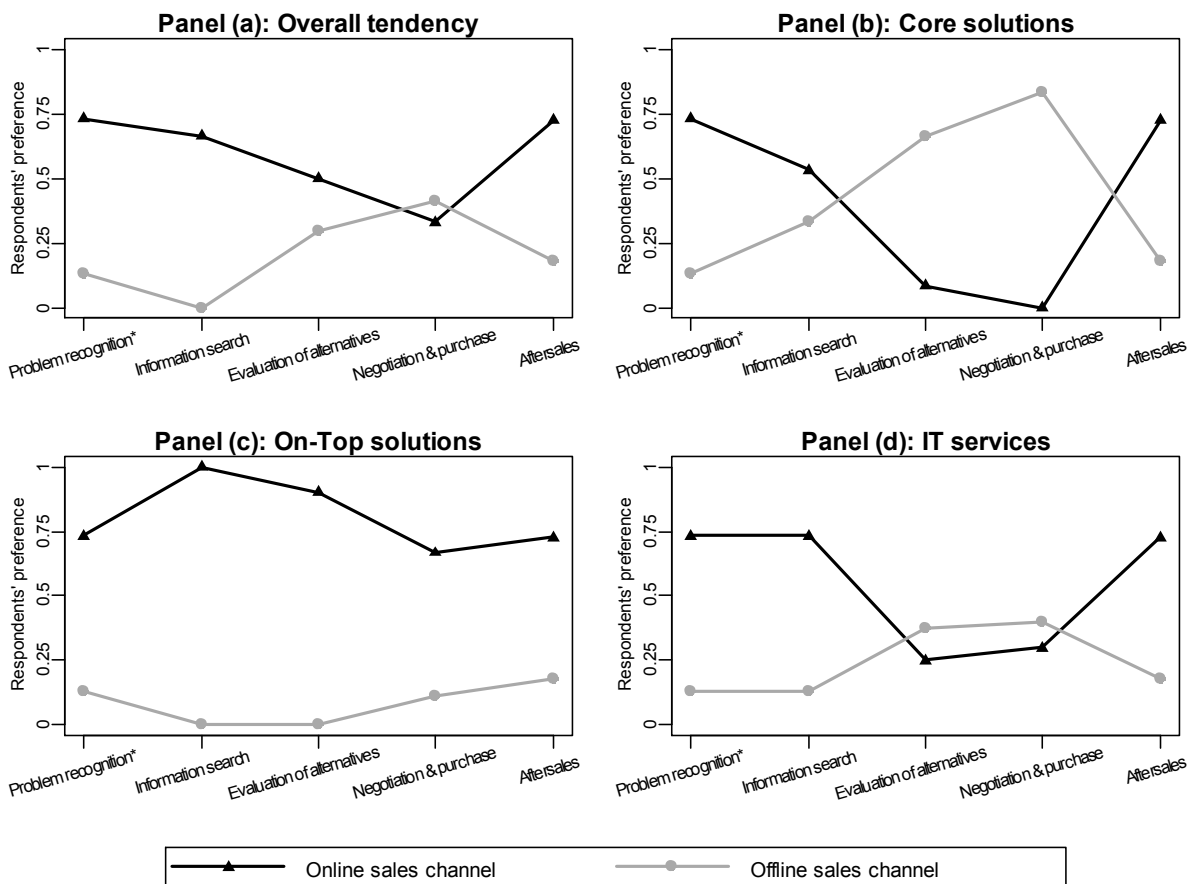 Panel (a): Overall tendency
Respondents' preference
1
0.75
0.5
0.25
0
Problem recognition*
Information search
Evaluation of alternatives
Negotiation & purchase
Aftersales
Panel (b): Core solutions
Respondents' preference
1
0.75
0.5
0.25
0
Problem recognition*
Information search
Evaluation of alternatives
Negotiation & purchase
Aftersales
Panel (c): On-Top solutions
Respondents' preference
1
0.75
0.5
0.25
0
Problem recognition*
Information search
Evaluation of alternatives
Negotiation & purchase
Aftersales
Panel (d): IT services
Respondents' preference
1
0.75
0.5
0.25
0
Problem recognition*
Information search
Evaluation of alternatives
Negotiation & purchase
Aftersales
Online sales channel
Offline sales channel